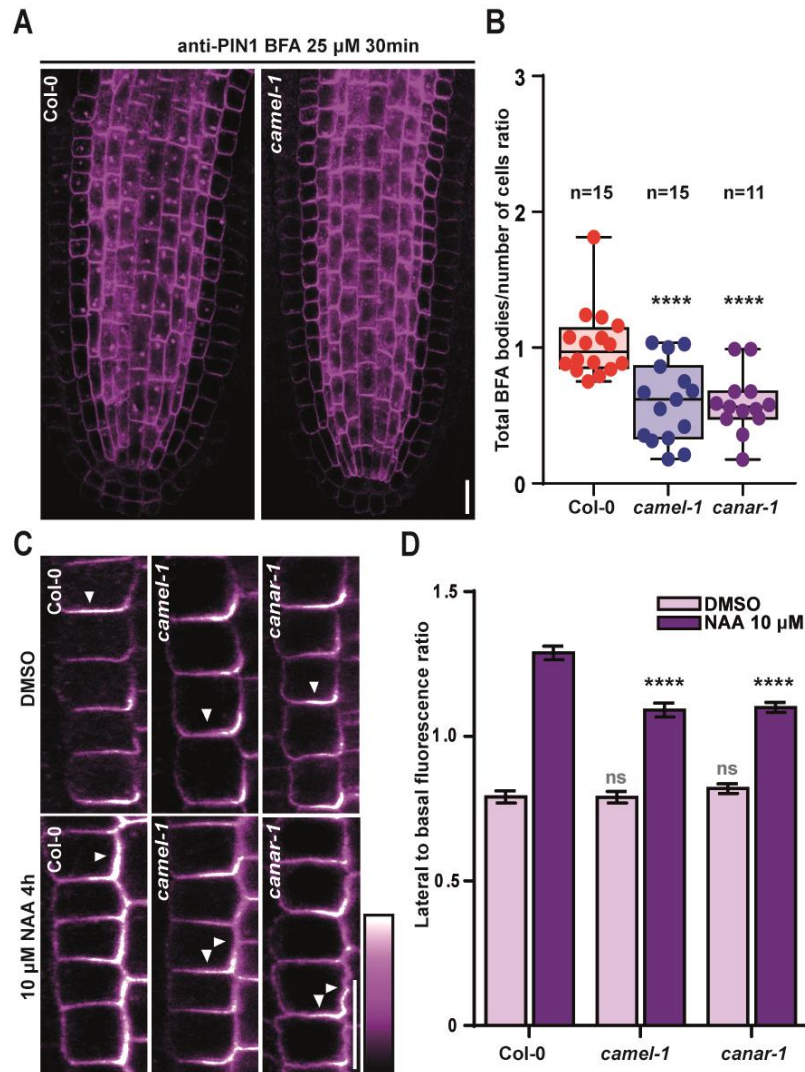 A
anti-PIN1 BFA 25 µM 30min
Col-0
camel-1
B
Total BFA bodies/number of cells ratio
3
2
1
0
n=15
n=15
n=11
****
****
Col-0
camel-1
canar-1
C
DMSO
Col-0
camel-1
canar-1
10 µM NAA 4h
Col-0
camel-1
canar-1
D
Lateral to basal fluorescence ratio
1.5
1.0
0.5
0
DMSO
NAA 10 µM
ns
****
ns
****
Col-0
camel-1
canar-1